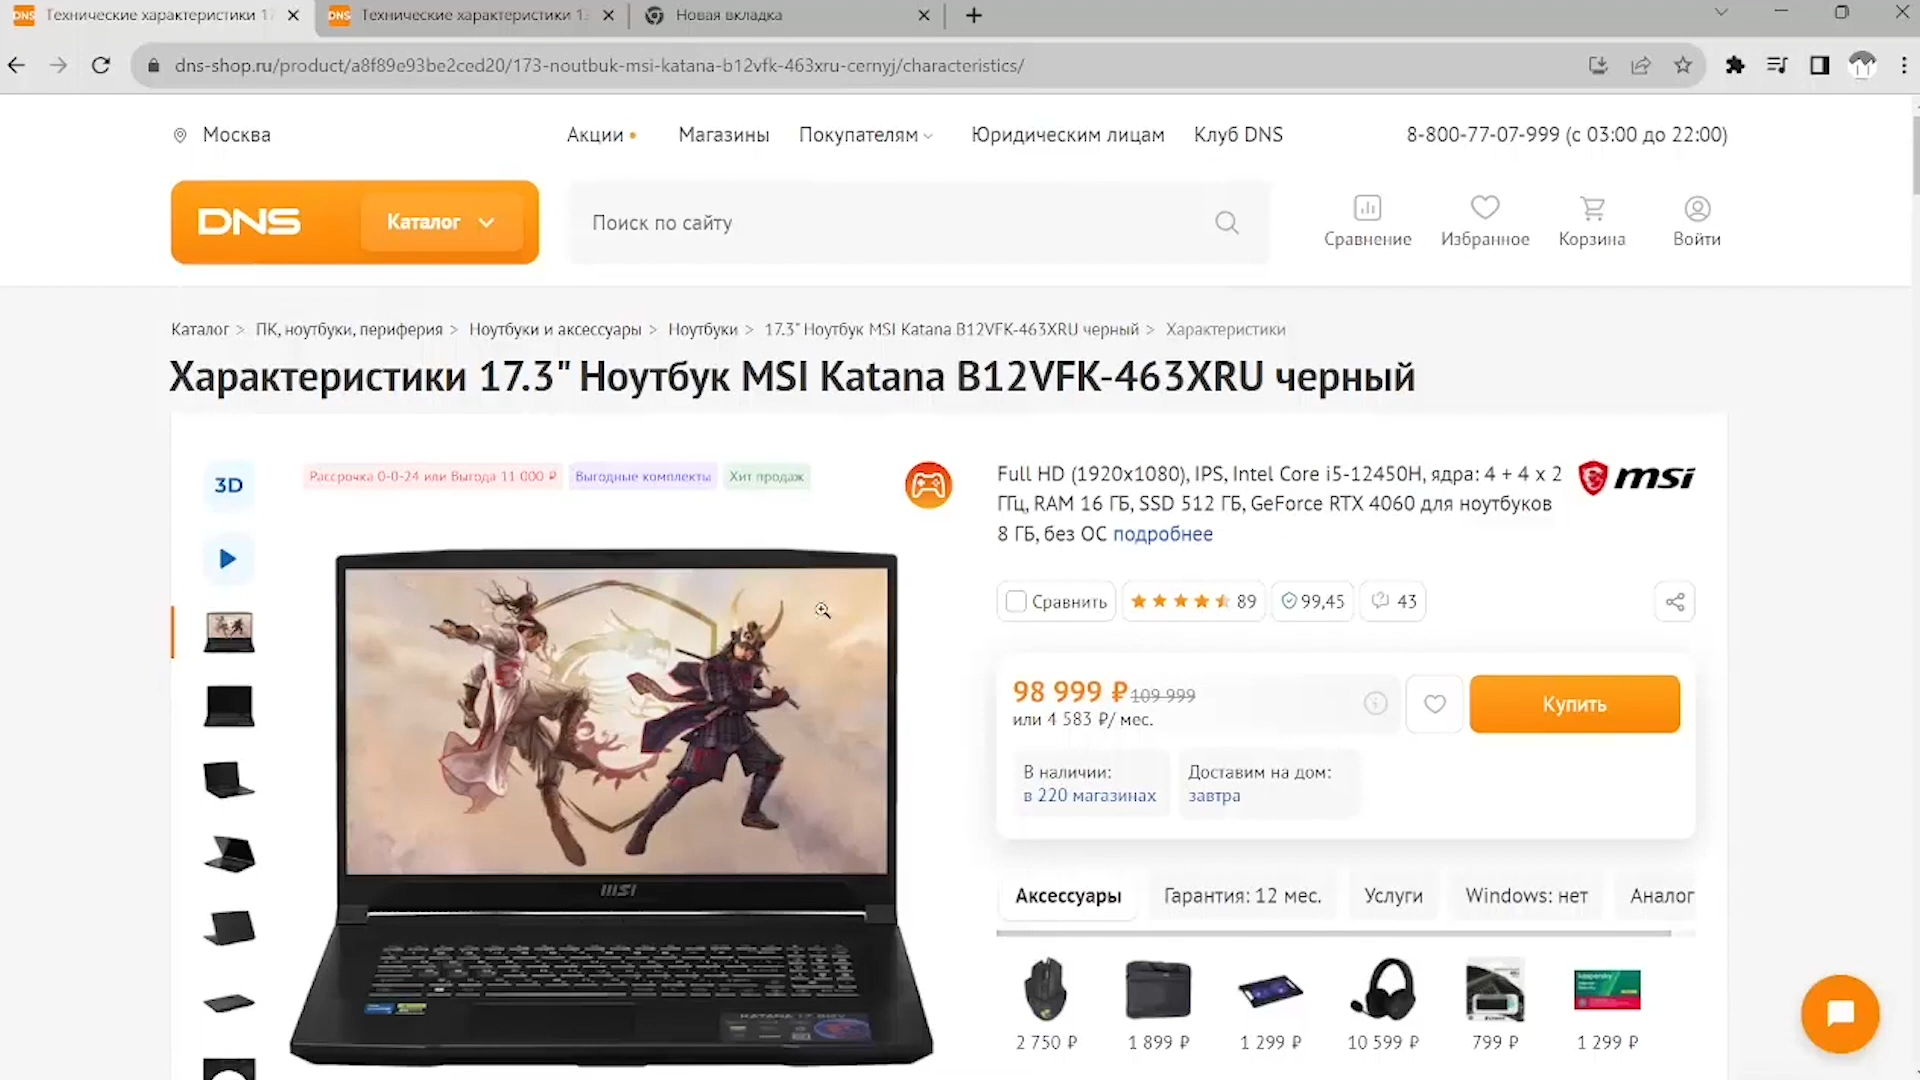 Технические характеристики 17
Технические характеристики 1
Новая вкладка
dns-shop.ru/product/a8f89e93be2ced20/173-noutbuk-msi-katana-b12vfk-463xru-cernyj/characteristics/
Москва
Акции
Магазины
Покупателям
Юридическим лицам
Клуб DNS
8-800-77-07-999 (с 03:00 до 22:00)
DNS
Каталог
Поиск по сайту
Сравнение
Избранное
Корзина
Войти
Каталог > ПК, ноутбуки, периферия > Ноутбуки и аксессуары > Ноутбуки > 17.3" Ноутбук MSI Katana B12VFK-463XRU черный > Характеристики
Характеристики 17.3" Ноутбук MSI Katana B12VFK-463XRU черный
3D
Рассрочка 0-0-24 или Выгода 11 000 ₽
Выгодные комплекты
Хит продаж
Full HD (1920x1080), IPS, Intel Core i5-12450H, ядра: 4 + 4 х 2
ГГц, RAM 16 ГБ, SSD 512 ГБ, GeForce RTX 4060 для ноутбуков
8 ГБ, без ОС подробнее
msi
Сравнить
89
99,45
43
98 999 ₽ 109 999
или 4 583 ₽/ мес.
Купить
В наличии:
в 220 магазинах
Доставим на дом:
завтра
msi
Аксессуары
Гарантия: 12 мес.
Услуги
Windows: нет
Аналог
kaspersky
2 750 ₽
1 899 ₽
1 299 ₽
10 599 ₽
799 ₽
1 299 ₽